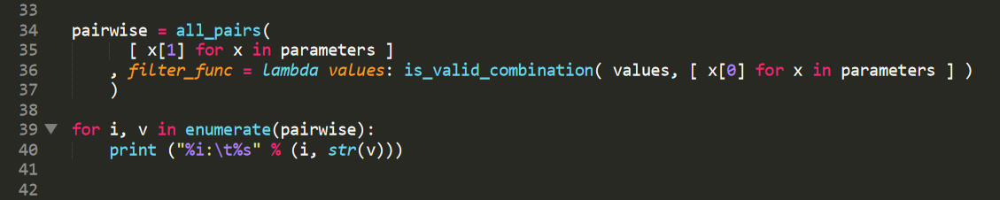 33
34 pairwise = all_pairs(
35 [ x[1] for x in parameters ]
36 , filter_func = lambda values: is_valid_combination( values, [ x[0] for x in parameters ] )
37 )
38
39 for i, v in enumerate(pairwise):
40 print ("%i:\t%s" % (i, str(v)))
41
42